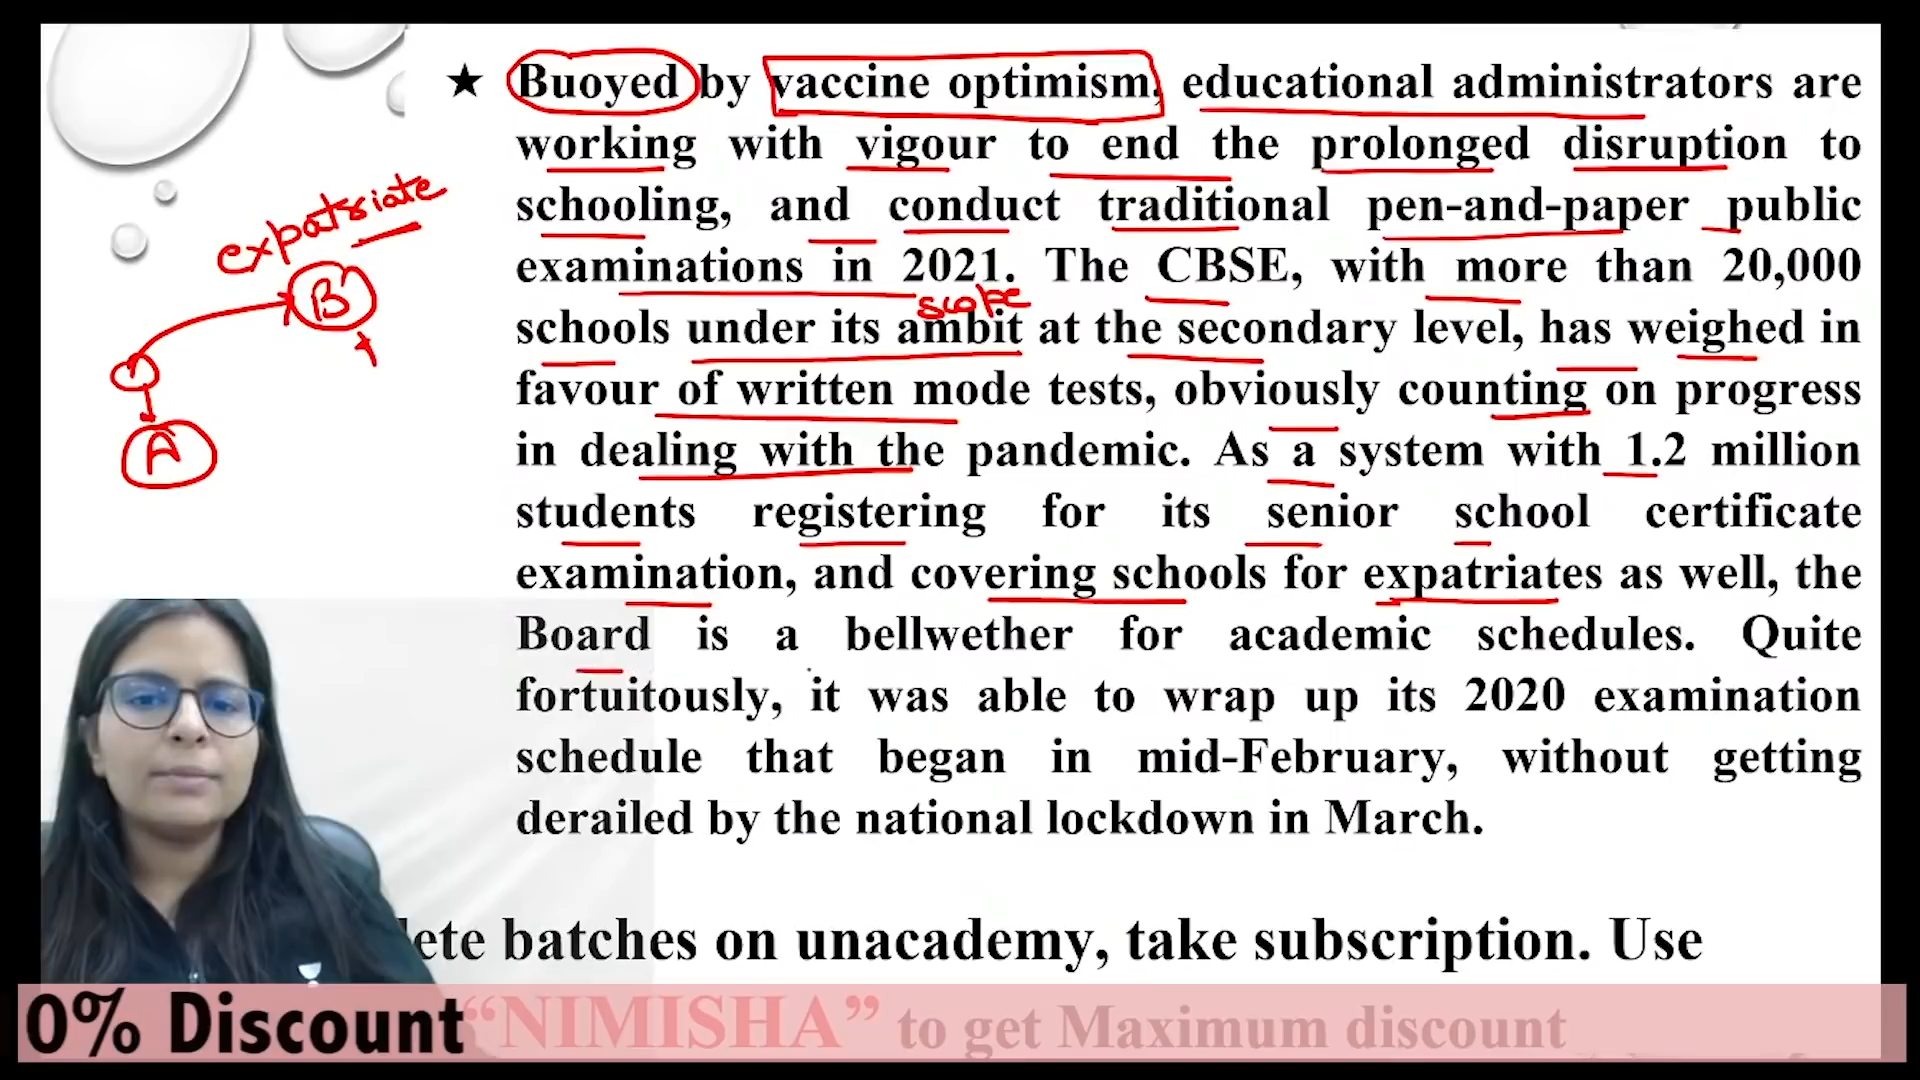 ★ Buoyed by vaccine optimism, educational administrators are
working with vigour to end the prolonged disruption to
expatriate
schooling, and conduct traditional pen-and-paper public
examinations in 2021. The CBSE, with more than 20,000
B
scope
schools under its ambit at the secondary level, has weighed in
favour of written mode tests, obviously counting on progress
A
in dealing with the pandemic. As a system with 1.2 million
students registering for its senior school certificate
examination, and covering schools for expatriates as well, the
Board is a bellwether for academic schedules. Quite
fortuitously, it was able to wrap up its 2020 examination
schedule that began in mid-February, without getting
derailed by the national lockdown in March.
lete batches on unacademy, take subscription. Use
0% Discount “NIMISHA” to get Maximum discount